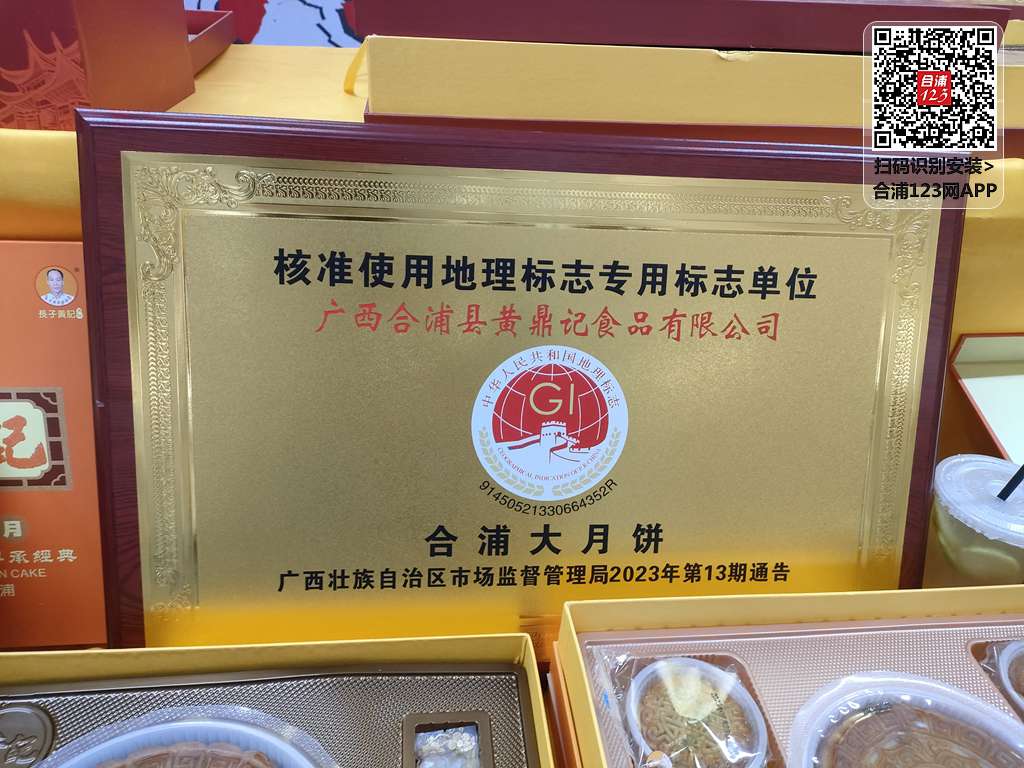 目浦
123
扫码识别安装>
合浦123网APP
核准使用地理标志专用标志单位
广西合浦县黄鼎记食品有限公司
中华人民共和国地理标志
GI
GEOGRAPHICAL INDICATION OF P.R.CHINA
91450521330664352R
合浦大月饼
广西壮族自治区市场监督管理局2023年第13期通告
長子黃記
記
月
承經典
N CAKE
浦